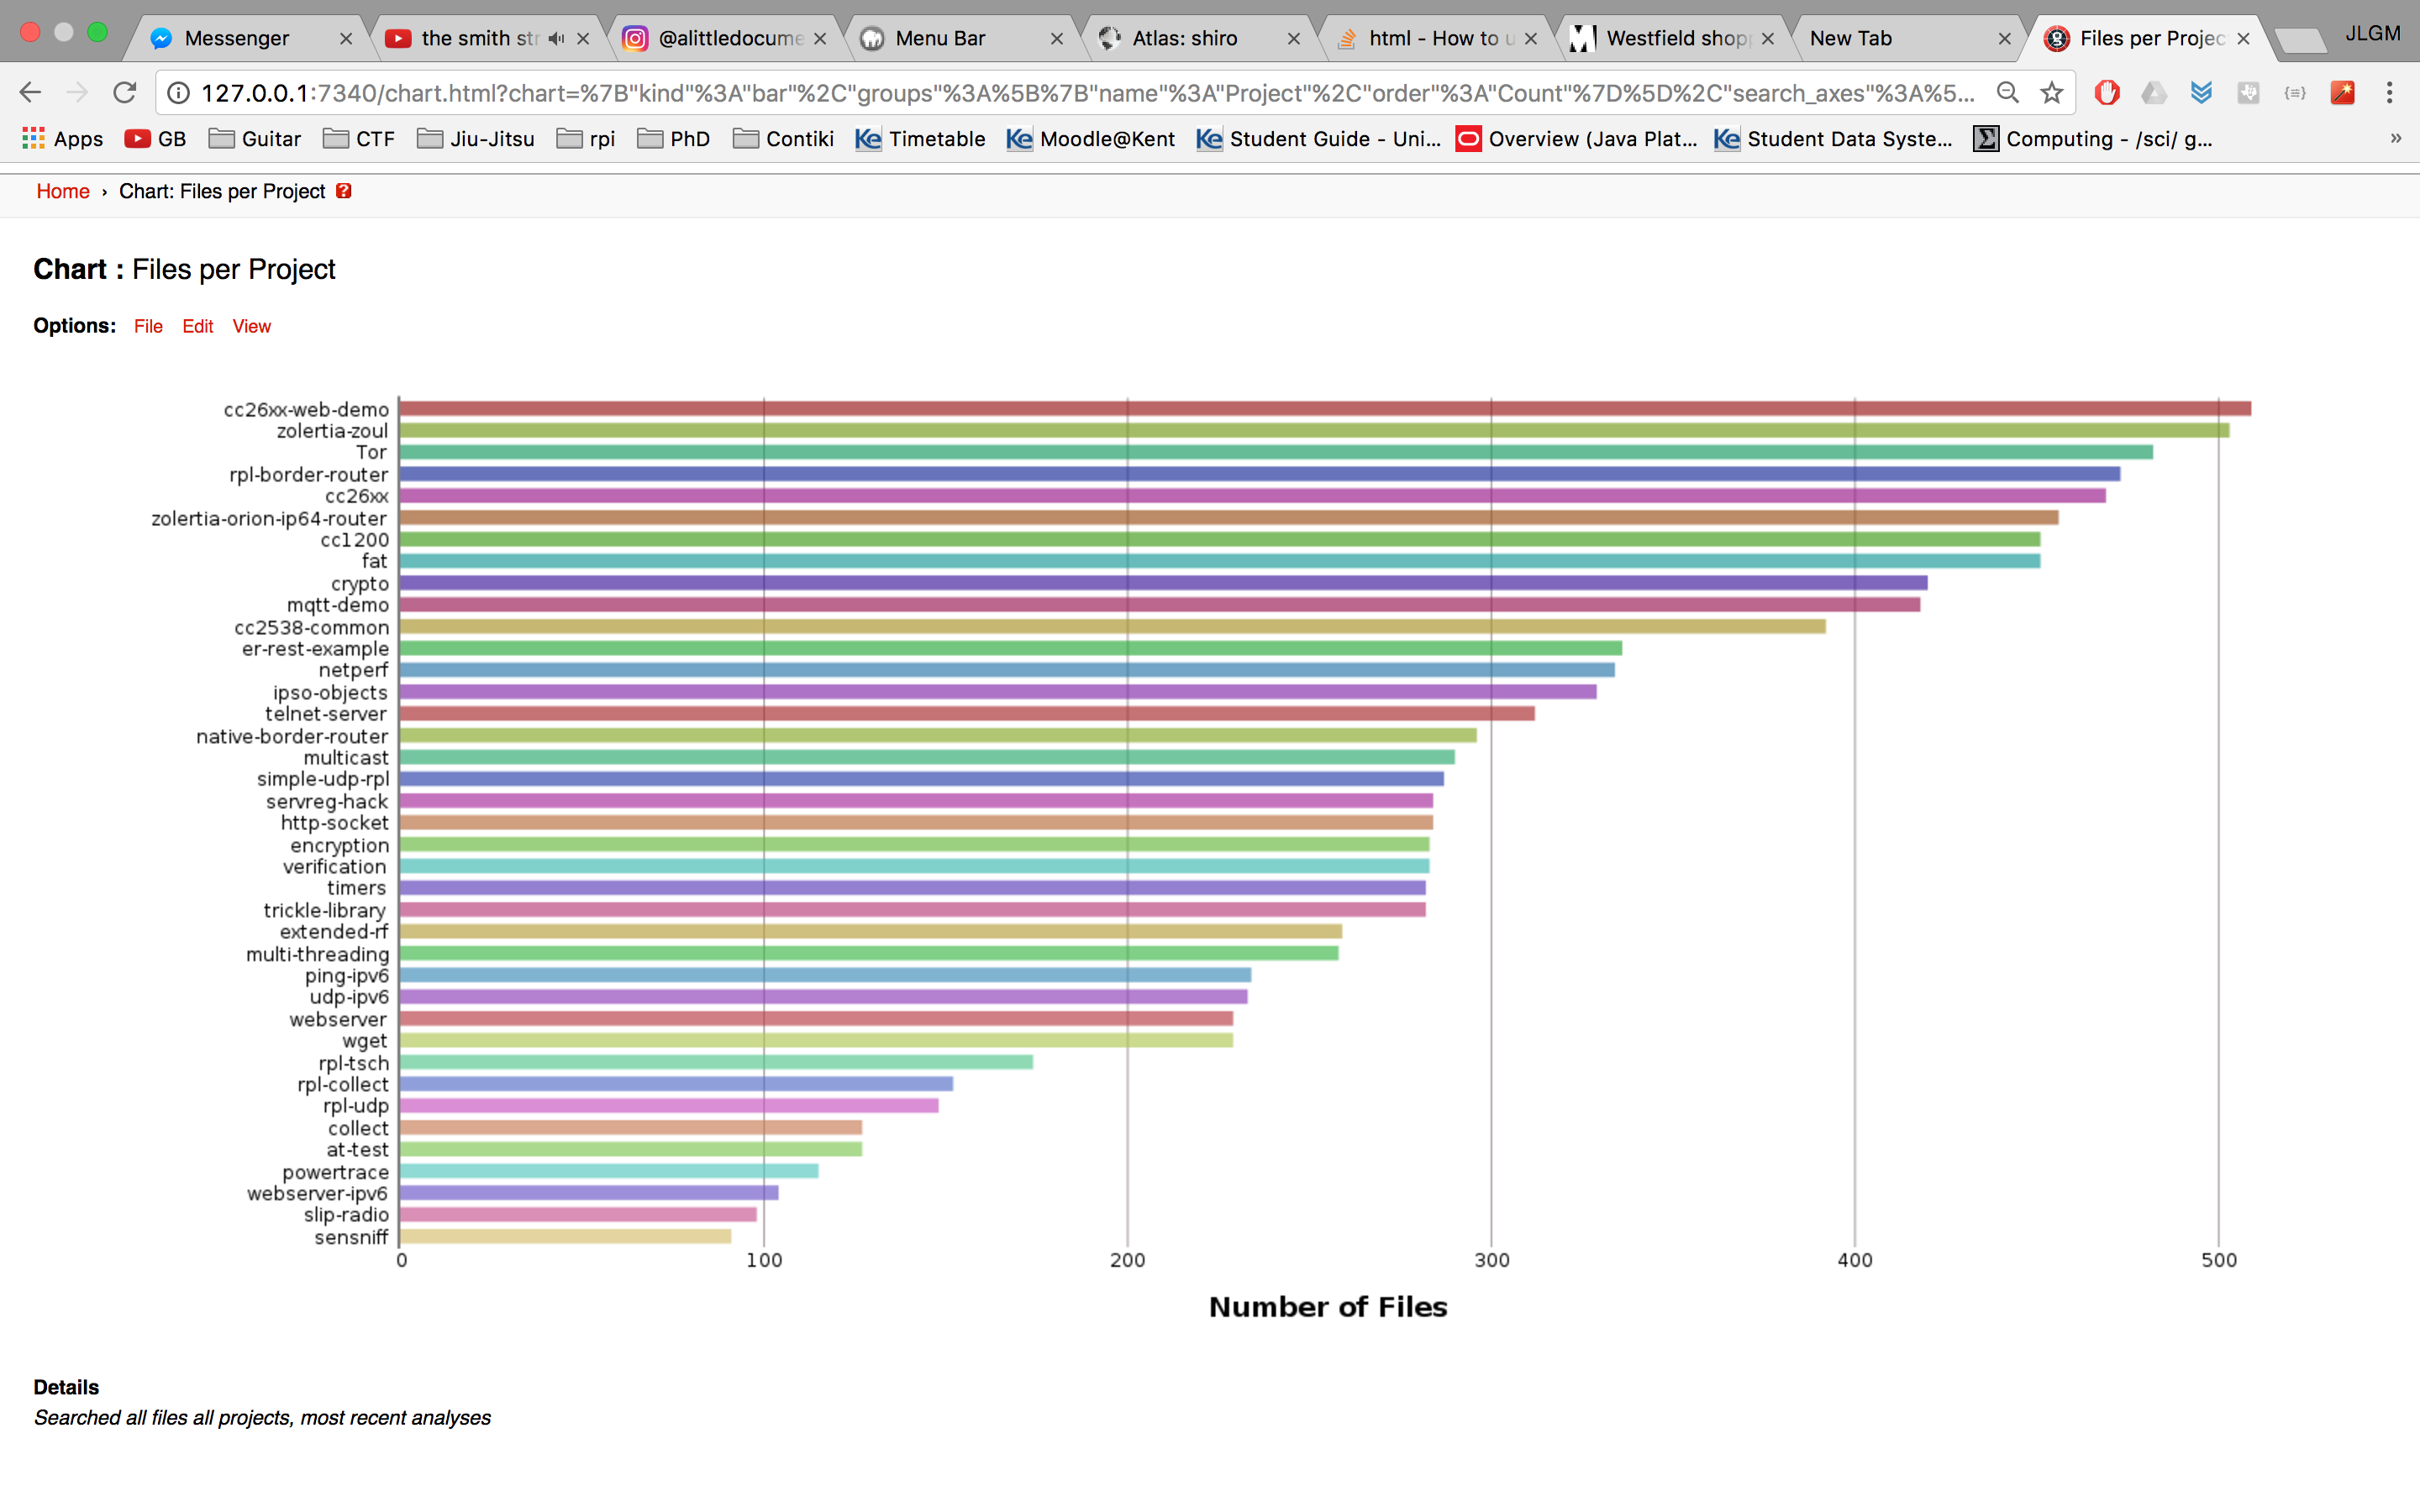 Messenger
the smith str
@alittledocume
Menu Bar
Atlas: shiro
html - How to u
Westfield shop
New Tab
Files per Projec
JLGM
127.0.0.1:7340/chart.html?chart=%7B"kind"%3A"bar"%2C"groups"%3A%5B%7B"name"%3A"Project"%2C"order"%3A"Count"%7D%5D%2C"search_axes"%3A%5...
Apps GB Guitar CTF Jiu-Jitsu rpi PhD Contiki Timetable Moodle@Kent Student Guide - Uni... Overview (Java Plat... Student Data Syste... Computing - /sci/ g... »
Home › Chart: Files per Project ?
Chart : Files per Project
Options: File Edit View
cc26xx-web-demo
zolertia-zoul
Tor
rpl-border-router
cc26xx
zolertia-orion-ip64-router
cc1200
fat
crypto
mqtt-demo
cc2538-common
er-rest-example
netperf
ipso-objects
telnet-server
native-border-router
multicast
simple-udp-rpl
servreg-hack
http-socket
encryption
verification
timers
trickle-library
extended-rf
multi-threading
ping-ipv6
udp-ipv6
webserver
wget
rpl-tsch
rpl-collect
rpl-udp
collect
at-test
powertrace
webserver-ipv6
slip-radio
sensniff
0 100 200 300 400 500
Number of Files
Details
Searched all files all projects, most recent analyses